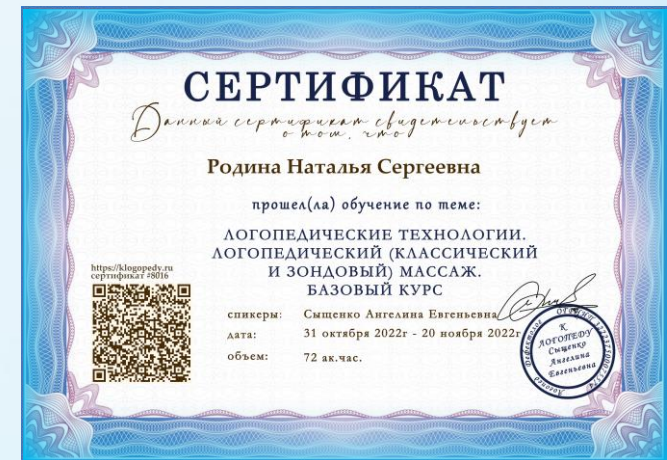 СЕРТИФИКАТ
Данный сертификат свидетельствует
о том, что
Родина Наталья Сергеевна
прошел(ла) обучение по теме:
ЛОГОПЕДИЧЕСКИЕ ТЕХНОЛОГИИ.
ЛОГОПЕДИЧЕСКИЙ (КЛАССИЧЕСКИЙ
И ЗОНДОВЫЙ) МАССАЖ.
БАЗОВЫЙ КУРС
https://klogopedy.ru
сертификат #8016
спикеры: Сыщенко Ангелина Евгеньевна
дата: 31 октября 2022г - 20 ноября 2022г
объем: 72 ак.час.
К
ЛОГОПЕДУ
Сыщенко
Ангелина
Евгеньевна
Логопед Дефектолог